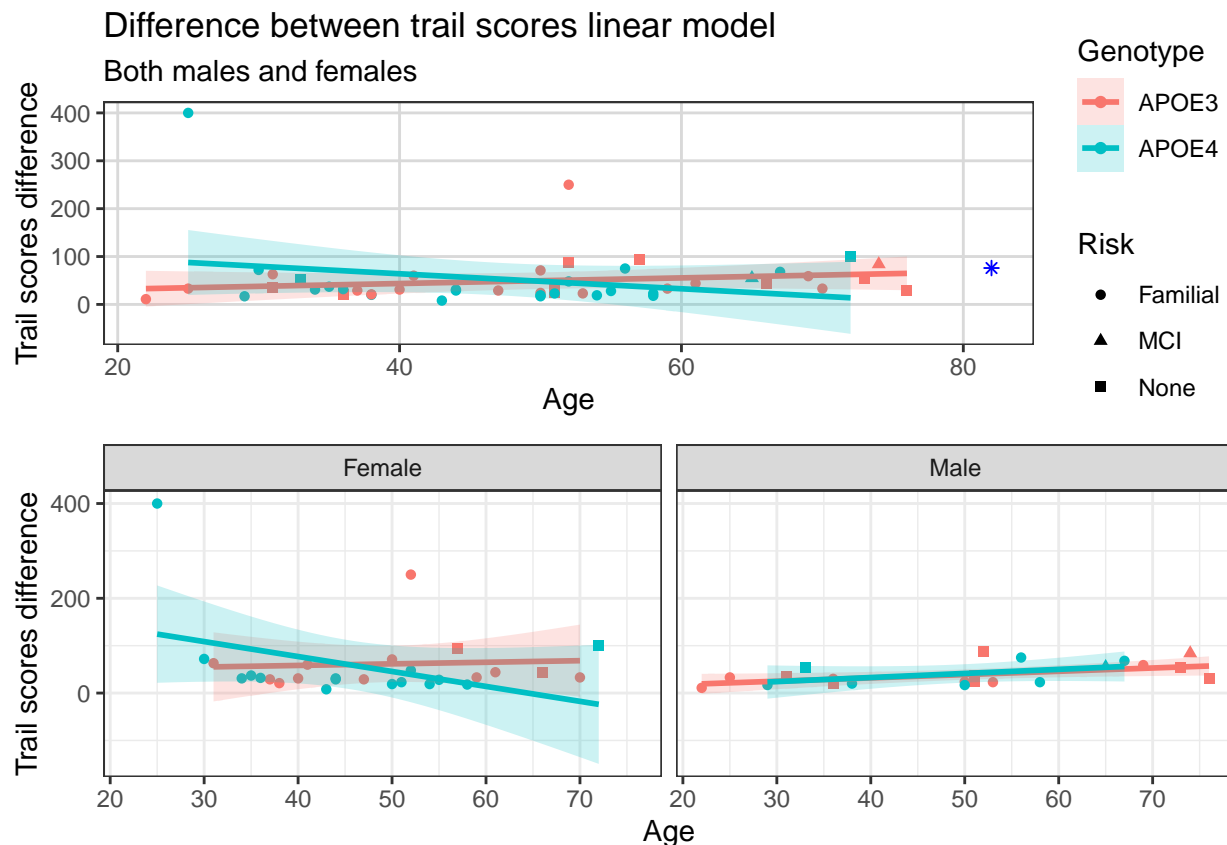 Difference between trail scores linear model
Both males and females
Trail scores difference
400
300
200
100
0
20 40 60 80
Age
Genotype
APOE3
APOE4
Risk
Familial
MCI
None
Female Male
Trail scores difference
400
200
0
20 30 40 50 60 70 20 30 40 50 60 70
Age